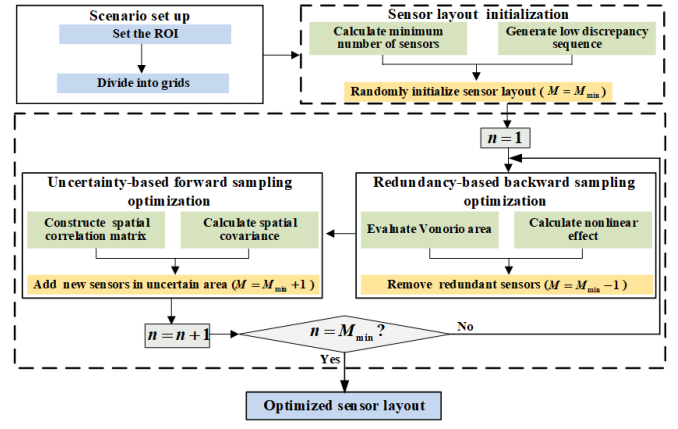 Scenario set up
Set the ROI
Divide into grids
Sensor layout initialization
Calculate minimum
number of sensors
Generate low discrepancy
sequence
Randomly initialize sensor layout ( M = Mmin )
n = 1
Uncertainty-based forward sampling
optimization
Constructe spatial
correlation matrix
Calculate spatial
covariance
Add new sensors in uncertain area ( M = Mmin + 1 )
Redundancy-based backward sampling
optimization
Evaluate Vonorio area
Calculate nonlinear
effect
Remove redundant sensors ( M = Mmin − 1 )
n = n + 1
n = Mmin ?
No
Yes
Optimized sensor layout